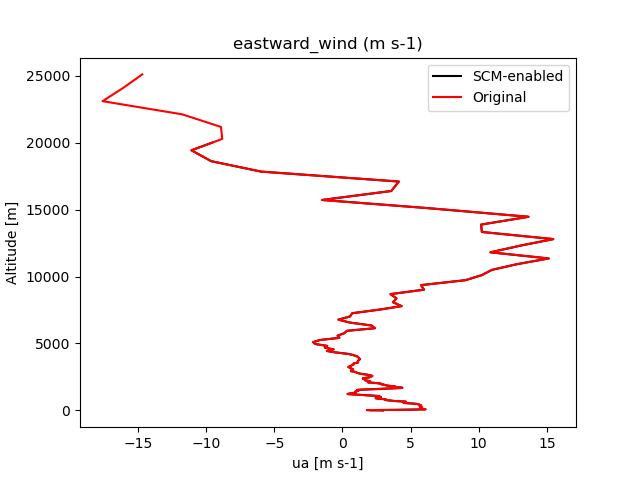 eastward_wind (m s-1)
SCM-enabled
Original
Altitude [m]
25000
20000
15000
10000
5000
0
−15 −10 −5 0 5 10 15
ua [m s-1]